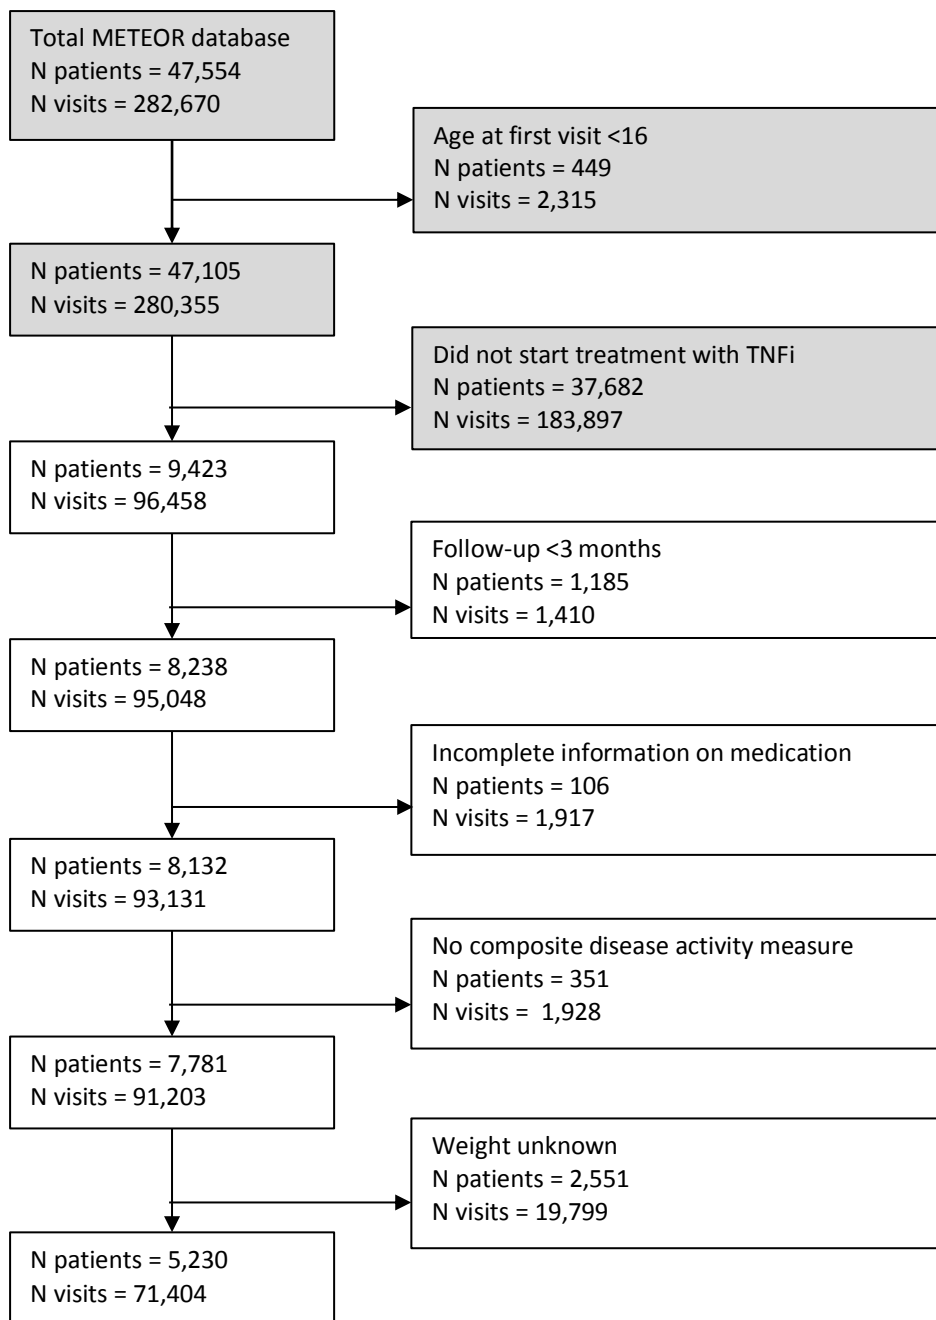 Total METEOR database
N patients = 47,554
N visits = 282,670
Age at first visit <16
N patients = 449
N visits = 2,315
N patients = 47,105
N visits = 280,355
Did not start treatment with TNFi
N patients = 37,682
N visits = 183,897
N patients = 9,423
N visits = 96,458
Follow-up <3 months
N patients = 1,185
N visits = 1,410
N patients = 8,238
N visits = 95,048
Incomplete information on medication
N patients = 106
N visits = 1,917
N patients = 8,132
N visits = 93,131
No composite disease activity measure
N patients = 351
N visits =  1,928
N patients = 7,781
N visits = 91,203
Weight unknown
N patients = 2,551
N visits = 19,799
N patients = 5,230
N visits = 71,404